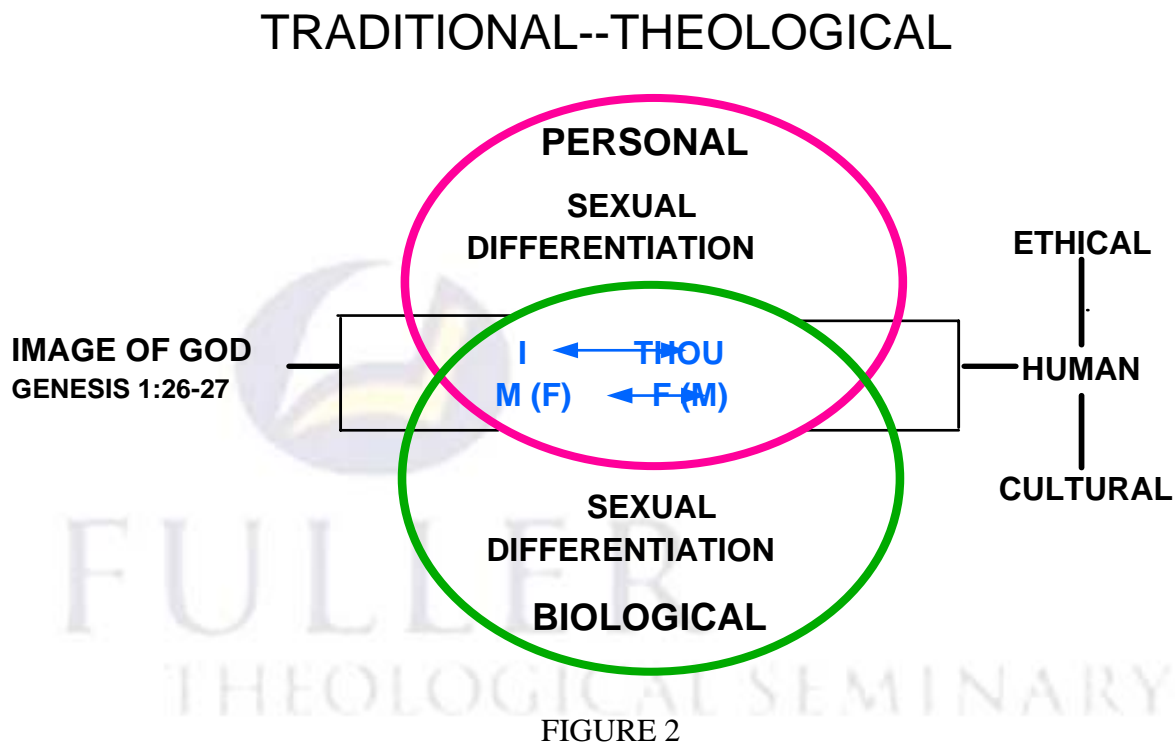 TRADITIONAL--THEOLOGICAL
PERSONAL
SEXUAL
DIFFERENTIATION
ETHICAL
I THOU
IMAGE OF GOD
HUMAN
GENESIS 1:26-27
M (F) F (M)
CULTURAL
SEXUAL
DIFFERENTIATION
BIOLOGICAL
FULLER
THEOLOGICAL SEMINARY
FIGURE 2